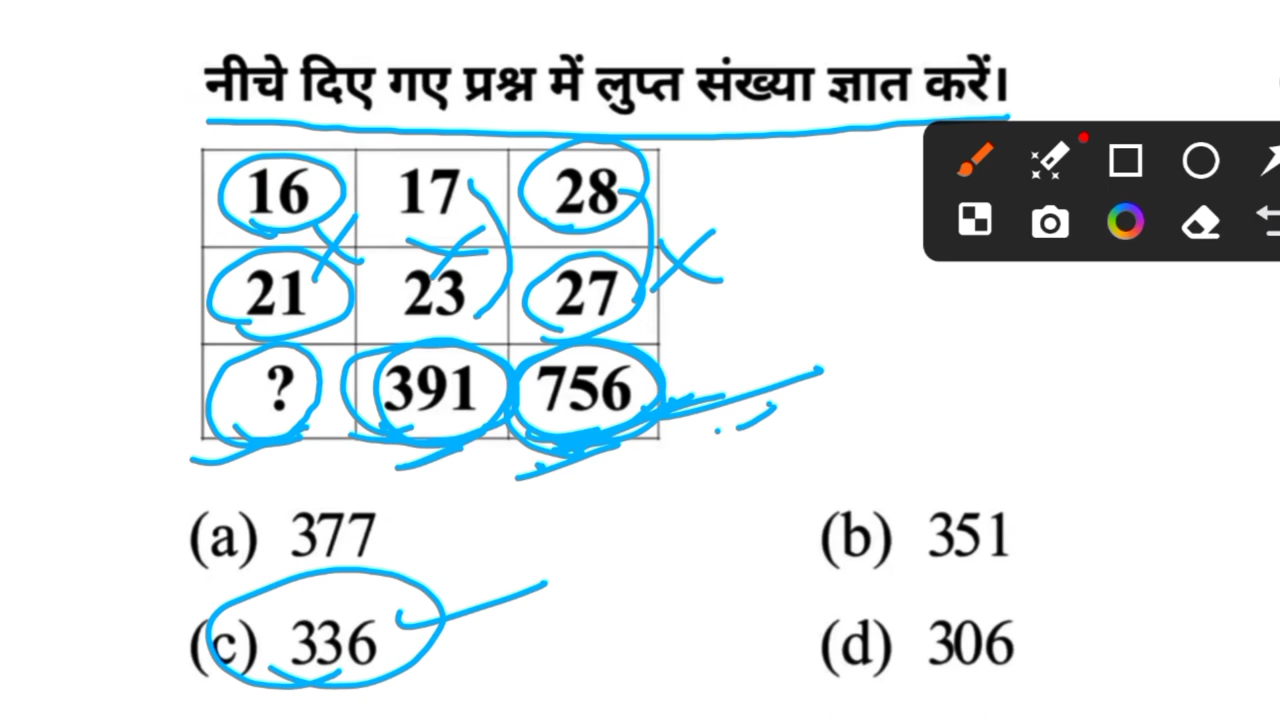 नीचे दिए गए प्रश्न में लुप्त संख्या ज्ञात करें।
16 17 28
21 23 27
? 391 756
(a) 377 (b) 351
(c) 336 (d) 306